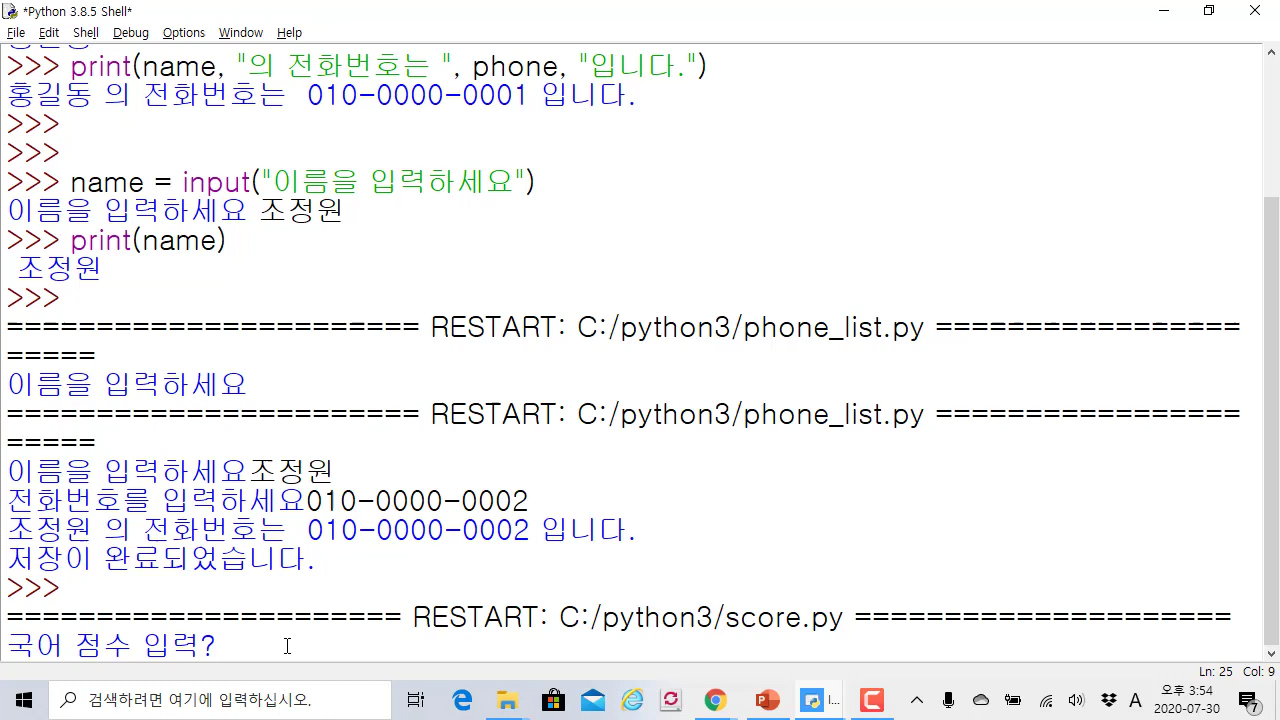 *Python 3.8.5 Shell*
File Edit Shell Debug Options Window Help
>>> print(name, "의 전화번호는 ", phone, "입니다.")
홍길동 의 전화번호는  010-0000-0001 입니다.
>>>
>>>
>>> name = input("이름을 입력하세요")
이름을 입력하세요 조정원
>>> print(name)
 조정원
>>>
======================= RESTART: C:/python3/phone_list.py =================
=====
이름을 입력하세요
======================= RESTART: C:/python3/phone_list.py =================
=====
이름을 입력하세요조정원
전화번호를 입력하세요010-0000-0002
조정원 의 전화번호는  010-0000-0002 입니다.
저장이 완료되었습니다.
>>>
====================== RESTART: C:/python3/score.py =====================
국어 점수 입력?
Ln: 25 Col: 9
검색하려면 여기에 입력하십시오.
I...
A
오후 3:54
2020-07-30
7